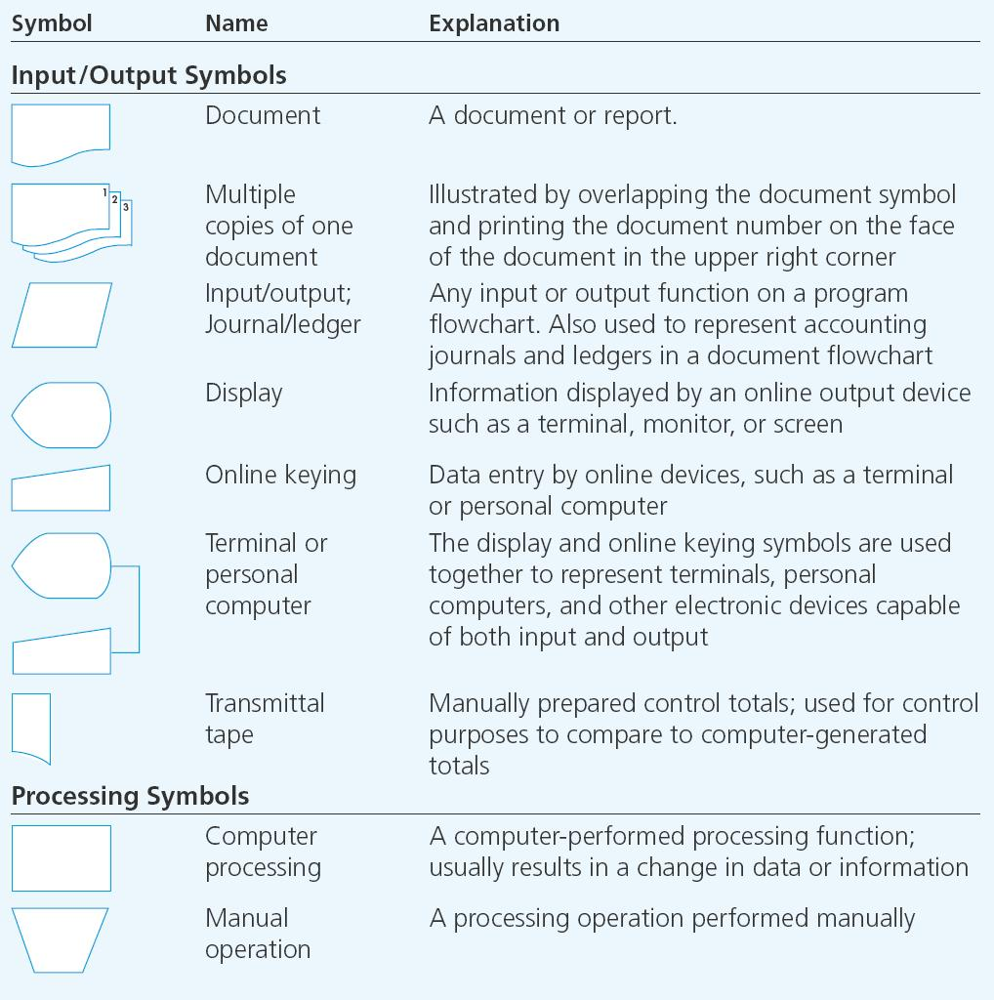 Symbol Name Explanation
Input/Output Symbols
Document A document or report.
1 2 3
Multiple Illustrated by overlapping the document symbol
copies of one and printing the document number on the face
document of the document in the upper right corner
Input/output; Any input or output function on a program
Journal/ledger flowchart. Also used to represent accounting
journals and ledgers in a document flowchart
Display Information displayed by an online output device
such as a terminal, monitor, or screen
Online keying Data entry by online devices, such as a terminal
or personal computer
Terminal or The display and online keying symbols are used
personal together to represent terminals, personal
computer computers, and other electronic devices capable
of both input and output
Transmittal Manually prepared control totals; used for control
tape purposes to compare to computer-generated
totals
Processing Symbols
Computer A computer-performed processing function;
processing usually results in a change in data or information
Manual A processing operation performed manually
operation